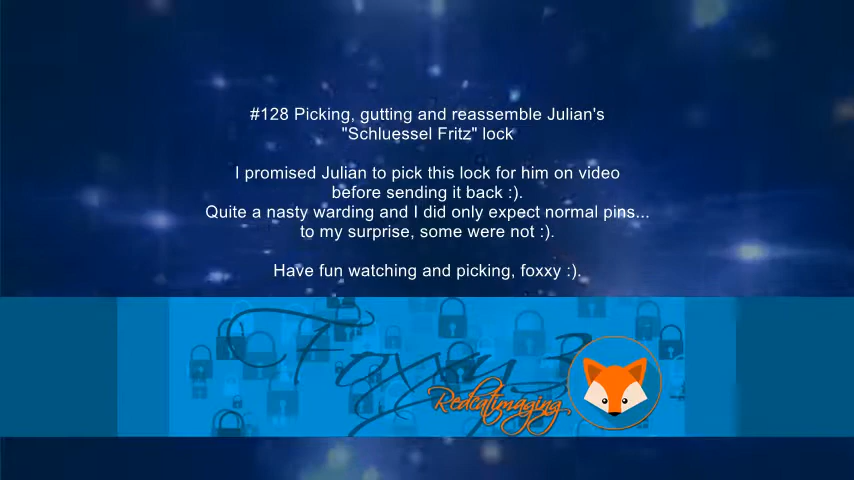 #128 Picking, gutting and reassemble Julian's
"Schluessel Fritz" lock
I promised Julian to pick this lock for him on video
before sending it back :).
Quite a nasty warding and I did only expect normal pins...
to my surprise, some were not :).
Have fun watching and picking, foxxy :).
Foxxy 3
Redcatimaging